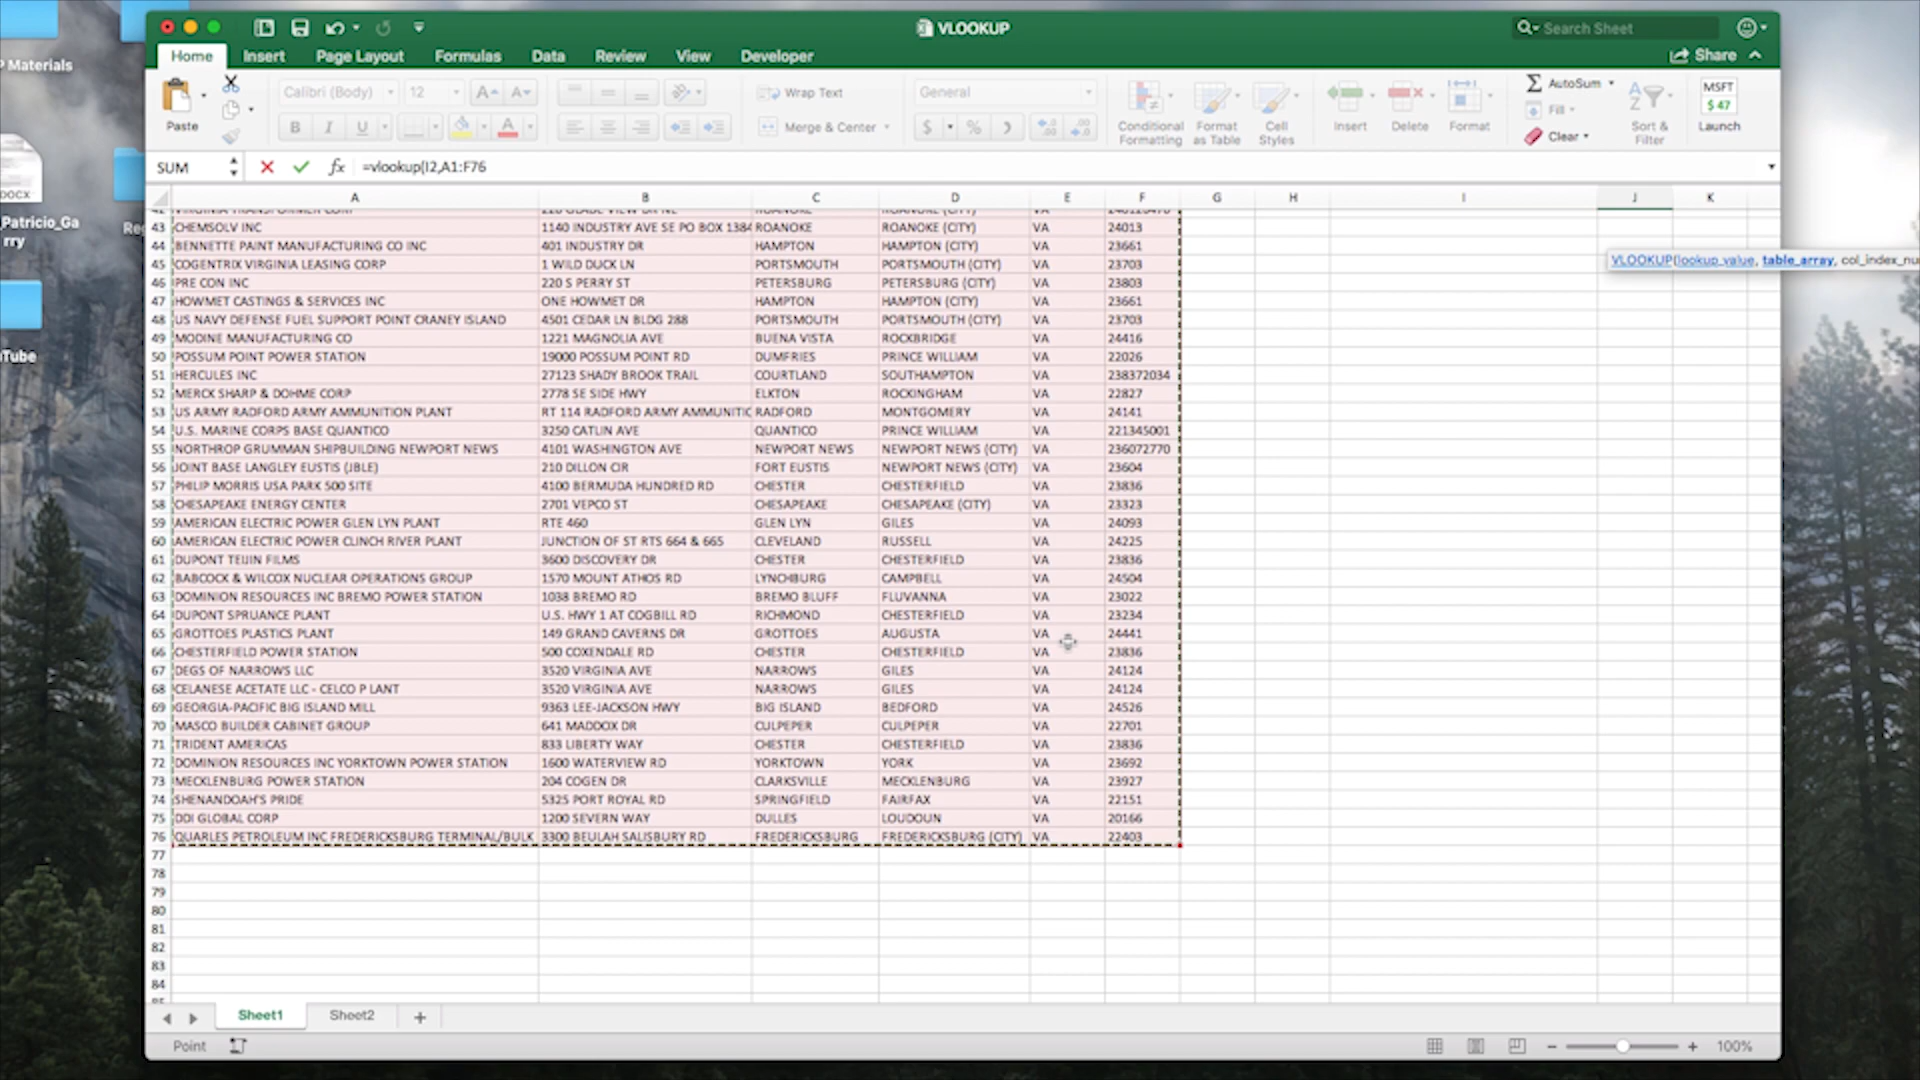 P Materials
DOCX
_Patricio_Ga
rry
Re
uTube
VLOOKUP
Search Sheet
Home Insert Page Layout Formulas Data Review View Developer
Share
Paste
Calibri (Body) 12
B I U
Wrap Text
Merge & Center
General
$ % )
Conditional
Formatting
Format
as Table
Cell
Styles
Insert Delete Format
AutoSum
Fill
Clear
Sort &
Filter
MSFT
$ 47
Launch
SUM fx =vlookup(I2,A1:F76
A B C D E F G H I J K
42 VIRGINIA TRANSFORMER CORP 220 GLADE VIEW DR NE ROANOKE ROANOKE (CITY) VA
43 CHEMSOLV INC 1140 INDUSTRY AVE SE PO BOX 1384 ROANOKE ROANOKE (CITY) VA 24013
44 BENNETTE PAINT MANUFACTURING CO INC 401 INDUSTRY DR HAMPTON HAMPTON (CITY) VA 23661
45 COGENTRIX VIRGINIA LEASING CORP 1 WILD DUCK LN PORTSMOUTH PORTSMOUTH (CITY) VA 23703
46 PRE CON INC 220 S PERRY ST PETERSBURG PETERSBURG (CITY) VA 23803
47 HOWMET CASTINGS & SERVICES INC ONE HOWMET DR HAMPTON HAMPTON (CITY) VA 23661
48 US NAVY DEFENSE FUEL SUPPORT POINT CRANEY ISLAND 4501 CEDAR LN BLDG 288 PORTSMOUTH PORTSMOUTH (CITY) VA 23703
49 MODINE MANUFACTURING CO 1221 MAGNOLIA AVE BUENA VISTA ROCKBRIDGE VA 24416
50 POSSUM POINT POWER STATION 19000 POSSUM POINT RD DUMFRIES PRINCE WILLIAM VA 22026
51 HERCULES INC 27123 SHADY BROOK TRAIL COURTLAND SOUTHAMPTON VA 238372034
52 MERCK SHARP & DOHME CORP 2778 SE SIDE HWY ELKTON ROCKINGHAM VA 22827
53 US ARMY RADFORD ARMY AMMUNITION PLANT RT 114 RADFORD ARMY AMMUNITIO RADFORD MONTGOMERY VA 24141
54 U.S. MARINE CORPS BASE QUANTICO 3250 CATLIN AVE QUANTICO PRINCE WILLIAM VA 221345001
55 NORTHROP GRUMMAN SHIPBUILDING NEWPORT NEWS 4101 WASHINGTON AVE NEWPORT NEWS NEWPORT NEWS (CITY) VA 236072770
56 JOINT BASE LANGLEY EUSTIS (JBLE) 210 DILLON CIR FORT EUSTIS NEWPORT NEWS (CITY) VA 23604
57 PHILIP MORRIS USA PARK 500 SITE 4100 BERMUDA HUNDRED RD CHESTER CHESTERFIELD VA 23836
58 CHESAPEAKE ENERGY CENTER 2701 VEPCO ST CHESAPEAKE CHESAPEAKE (CITY) VA 23323
59 AMERICAN ELECTRIC POWER GLEN LYN PLANT RTE 460 GLEN LYN GILES VA 24093
60 AMERICAN ELECTRIC POWER CLINCH RIVER PLANT JUNCTION OF ST RTS 664 & 665 CLEVELAND RUSSELL VA 24225
61 DUPONT TEIJIN FILMS 3600 DISCOVERY DR CHESTER CHESTERFIELD VA 23836
62 BABCOCK & WILCOX NUCLEAR OPERATIONS GROUP 1570 MOUNT ATHOS RD LYNCHBURG CAMPBELL VA 24504
63 DOMINION RESOURCES INC BREMO POWER STATION 1038 BREMO RD BREMO BLUFF FLUVANNA VA 23022
64 DUPONT SPRUANCE PLANT U.S. HWY 1 AT COGBILL RD RICHMOND CHESTERFIELD VA 23234
65 GROTTOES PLASTICS PLANT 149 GRAND CAVERNS DR GROTTOES AUGUSTA VA 24441
66 CHESTERFIELD POWER STATION 500 COXENDALE RD CHESTER CHESTERFIELD VA 23836
67 DEGS OF NARROWS LLC 3520 VIRGINIA AVE NARROWS GILES VA 24124
68 CELANESE ACETATE LLC - CELCO P LANT 3520 VIRGINIA AVE NARROWS GILES VA 24124
69 GEORGIA-PACIFIC BIG ISLAND MILL 9363 LEE-JACKSON HWY BIG ISLAND BEDFORD VA 24526
70 MASCO BUILDER CABINET GROUP 641 MADDOX DR CULPEPER CULPEPER VA 22701
71 TRIDENT AMERICAS 833 LIBERTY WAY CHESTER CHESTERFIELD VA 23836
72 DOMINION RESOURCES INC YORKTOWN POWER STATION 1600 WATERVIEW RD YORKTOWN YORK VA 23692
73 MECKLENBURG POWER STATION 204 COGEN DR CLARKSVILLE MECKLENBURG VA 23927
74 SHENANDOAH'S PRIDE 5325 PORT ROYAL RD SPRINGFIELD FAIRFAX VA 22151
75 DDI GLOBAL CORP 1200 SEVERN WAY DULLES LOUDOUN VA 20166
76 QUARLES PETROLEUM INC FREDERICKSBURG TERMINAL/BULK 3300 BEULAH SALISBURY RD FREDERICKSBURG FREDERICKSBURG (CITY) VA 22403
77
78
79
80
81
82
83
84
85
VLOOKUP(lookup_value, table_array, col_index_nu
Sheet1 Sheet2 +
Point
100%